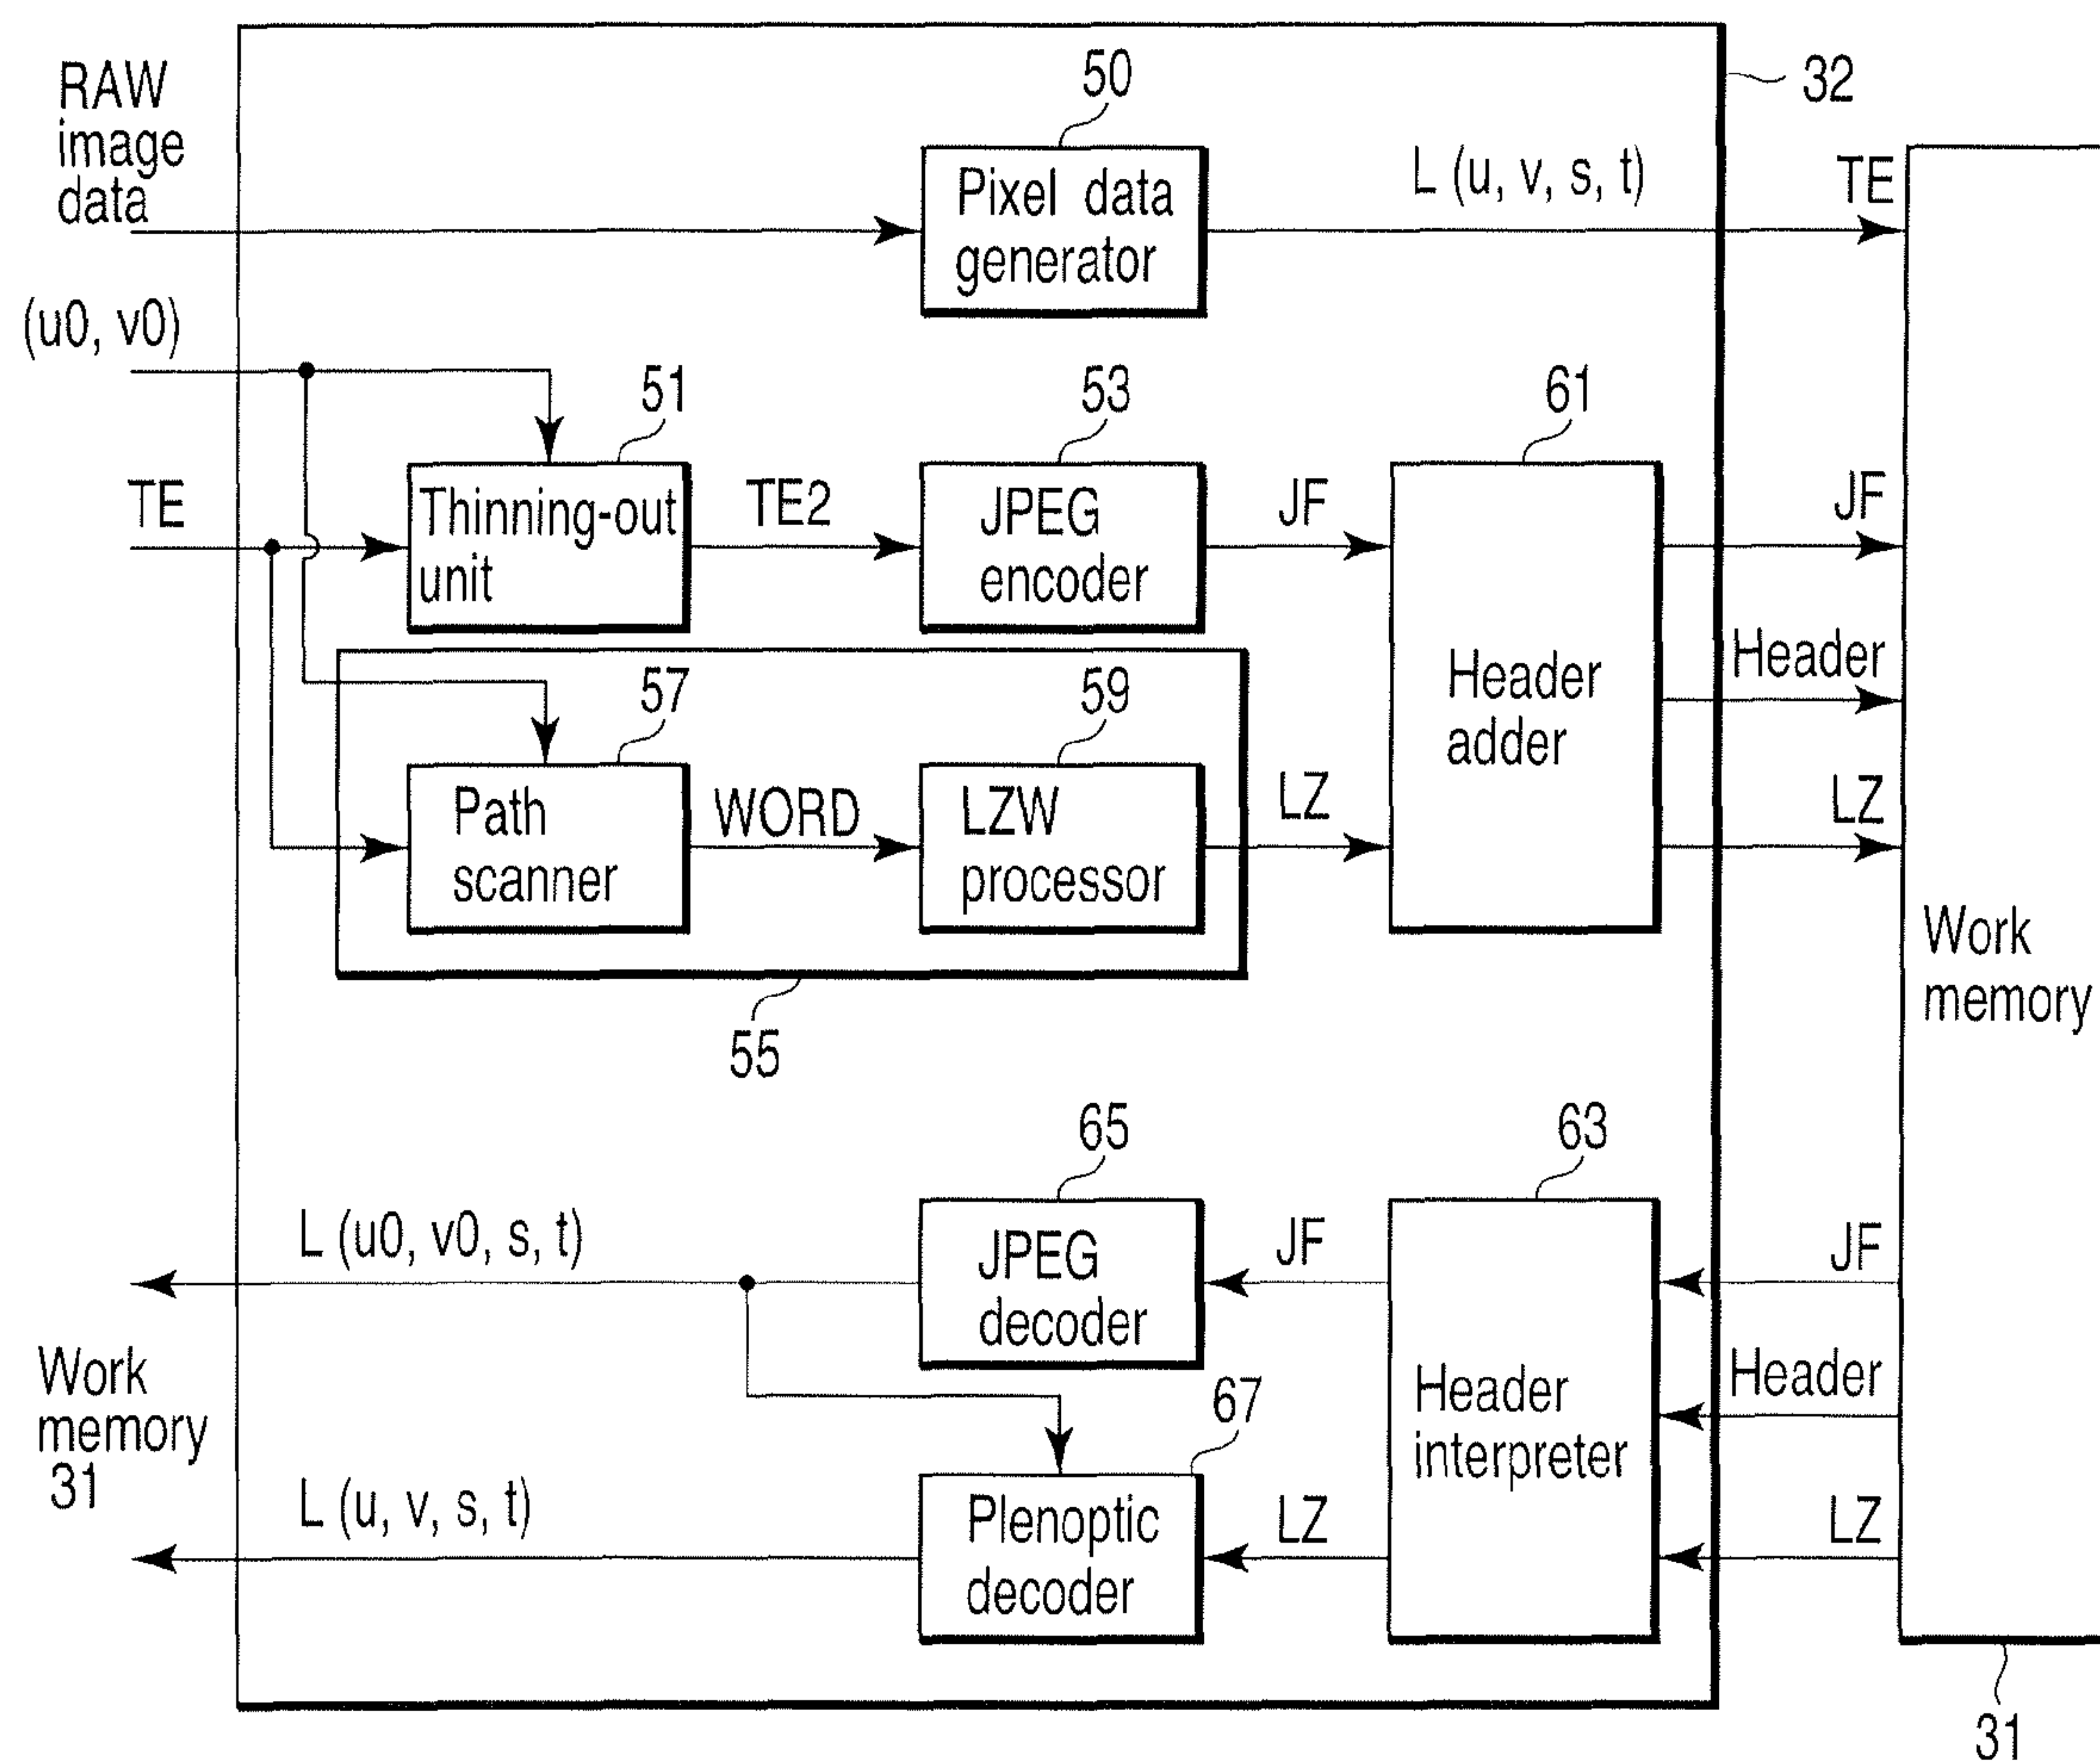 RAW
image
data
50
32
Pixel data
generator
L (u, v, s, t)
TE
(u0, v0)
51
53
61
TE
Thinning-out
unit
TE2
JPEG
encoder
JF
JF
Header
adder
Header
57
59
Path
scanner
WORD
LZW
processor
LZ
LZ
Work
memory
55
65
63
L (u0, v0, s, t)
JPEG
decoder
JF
JF
Work
memory
31
67
Header
interpreter
Header
L (u, v, s, t)
Plenoptic
decoder
LZ
LZ
31